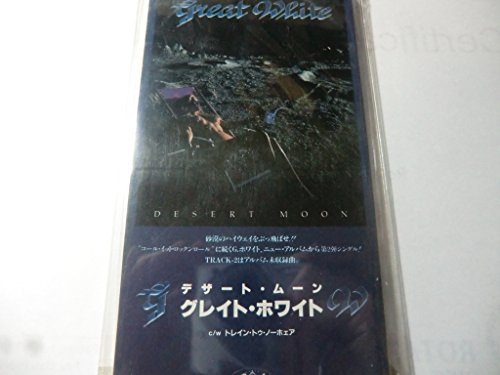 Great White
DESERT MOON
砂漠のハイウェイをぶっ飛ばせ!!
"コール・イット・ロックンロール"に続くG.ホワイト、ニュー・アルバムから第2弾シングル!
TRACK-2はアルバム未収録曲。
デザート・ムーン
G グレイト・ホワイト W
c/w トレイン・トゥ・ノーホェア